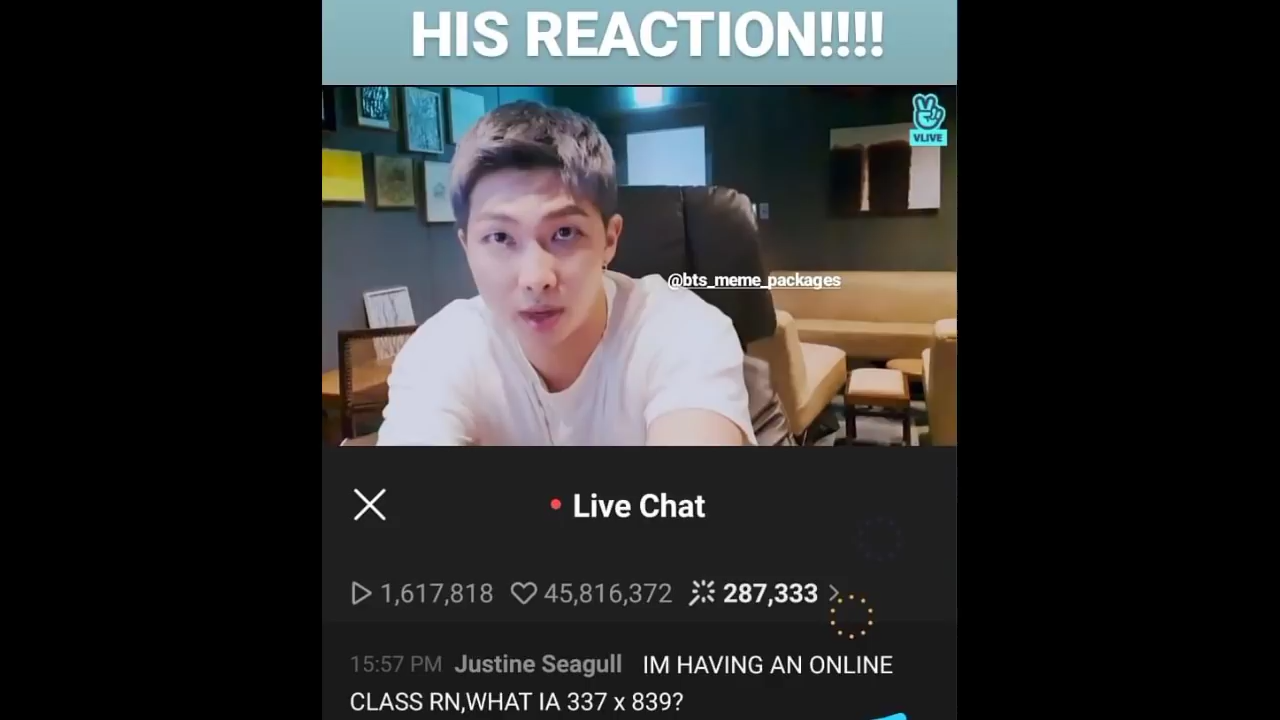 HIS REACTION!!!!
VLIVE
@bts_meme_packages
Live Chat
1,617,818 45,816,372 287,333
15:57 PM Justine Seagull IM HAVING AN ONLINE
CLASS RN,WHAT IA 337 x 839?